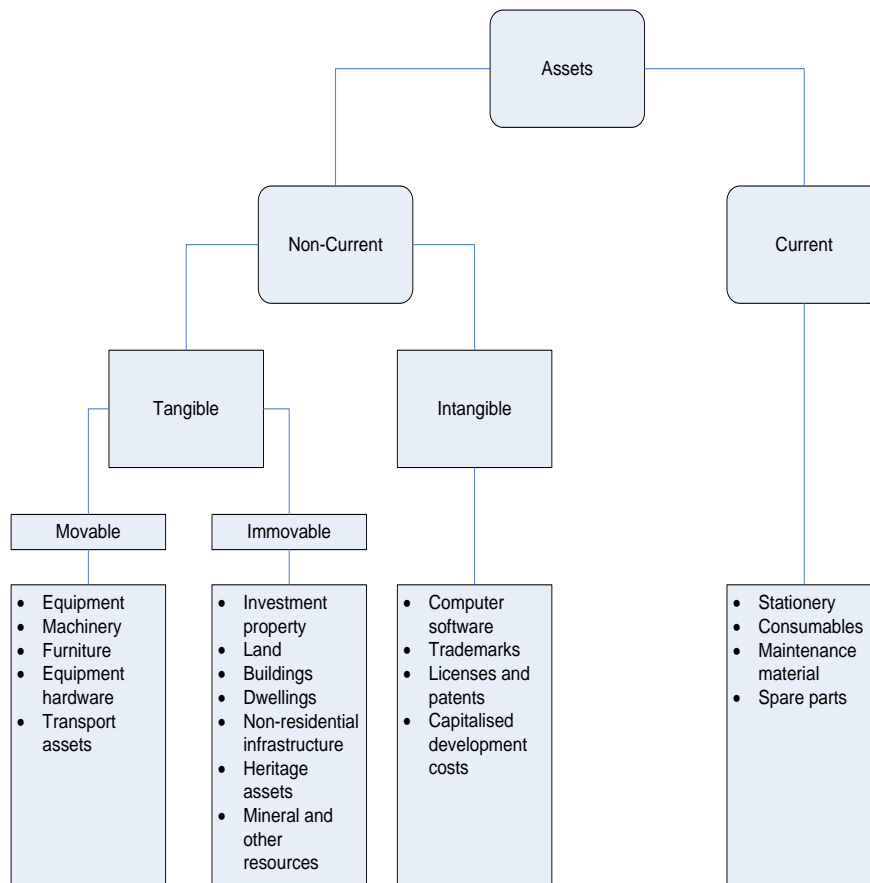 Assets
Non-Current
Current
Tangible
Intangible
Movable
Immovable
• Equipment
• Machinery
• Furniture
• Equipment
hardware
• Transport
assets
• Investment
property
• Land
• Buildings
• Dwellings
• Non-residential
infrastructure
• Heritage
assets
• Mineral and
other
resources
• Computer
software
• Trademarks
• Licenses and
patents
• Capitalised
development
costs
• Stationery
• Consumables
• Maintenance
material
• Spare parts